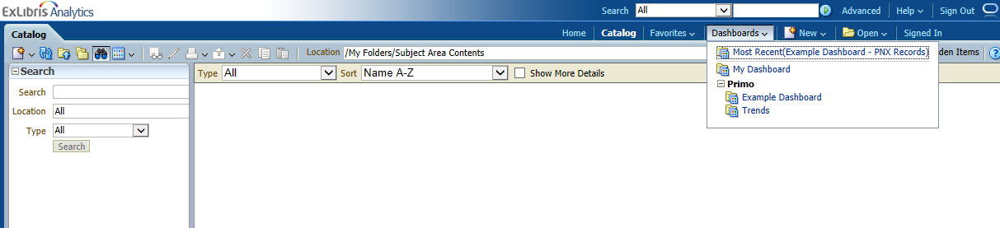 ExLibris Analytics
Search All Advanced Help Sign Out
Catalog
Home Catalog Favorites Dashboards New Open Signed In
Location /My Folders/Subject Area Contents
dden Items
Most Recent(Example Dashboard - PNX Records)
My Dashboard
Primo
Example Dashboard
Trends
Search
Type All Sort Name A-Z Show More Details
Search
Location All
Type All
Search